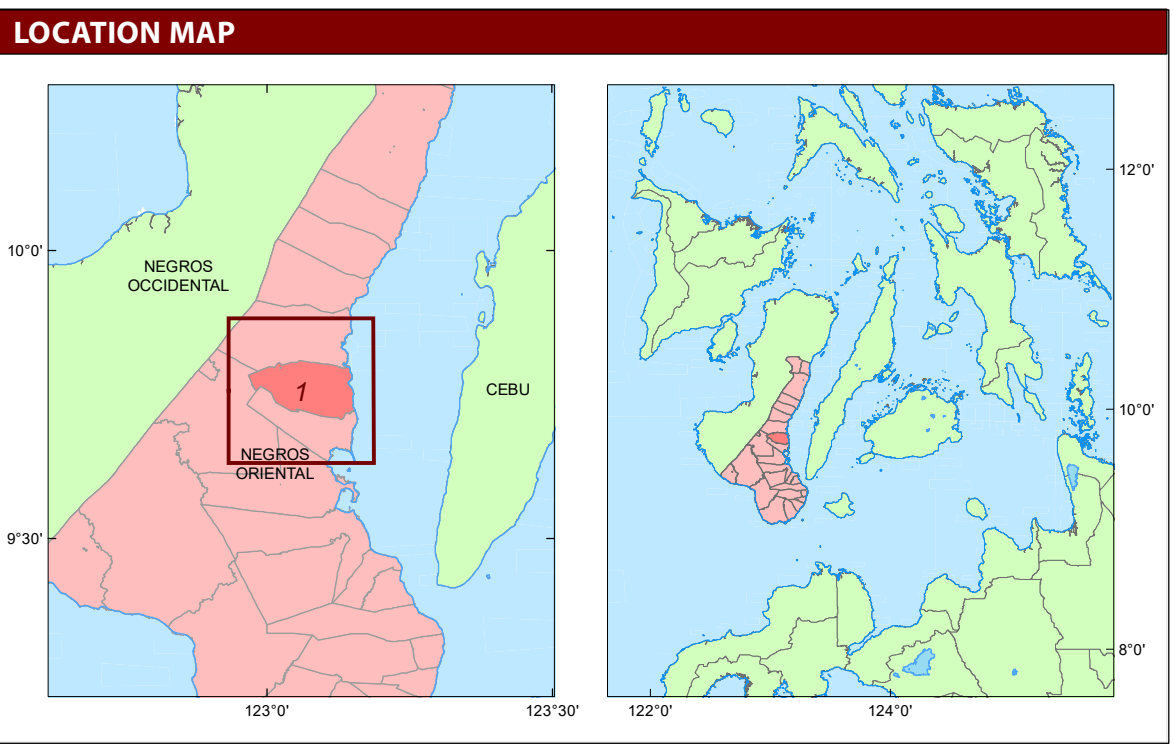 LOCATION MAP
10°0'
9°30'
123°0'
123°30'
NEGROS
OCCIDENTAL
1
NEGROS
ORIENTAL
CEBU
12°0'
10°0'
8°0'
122°0'
124°0'